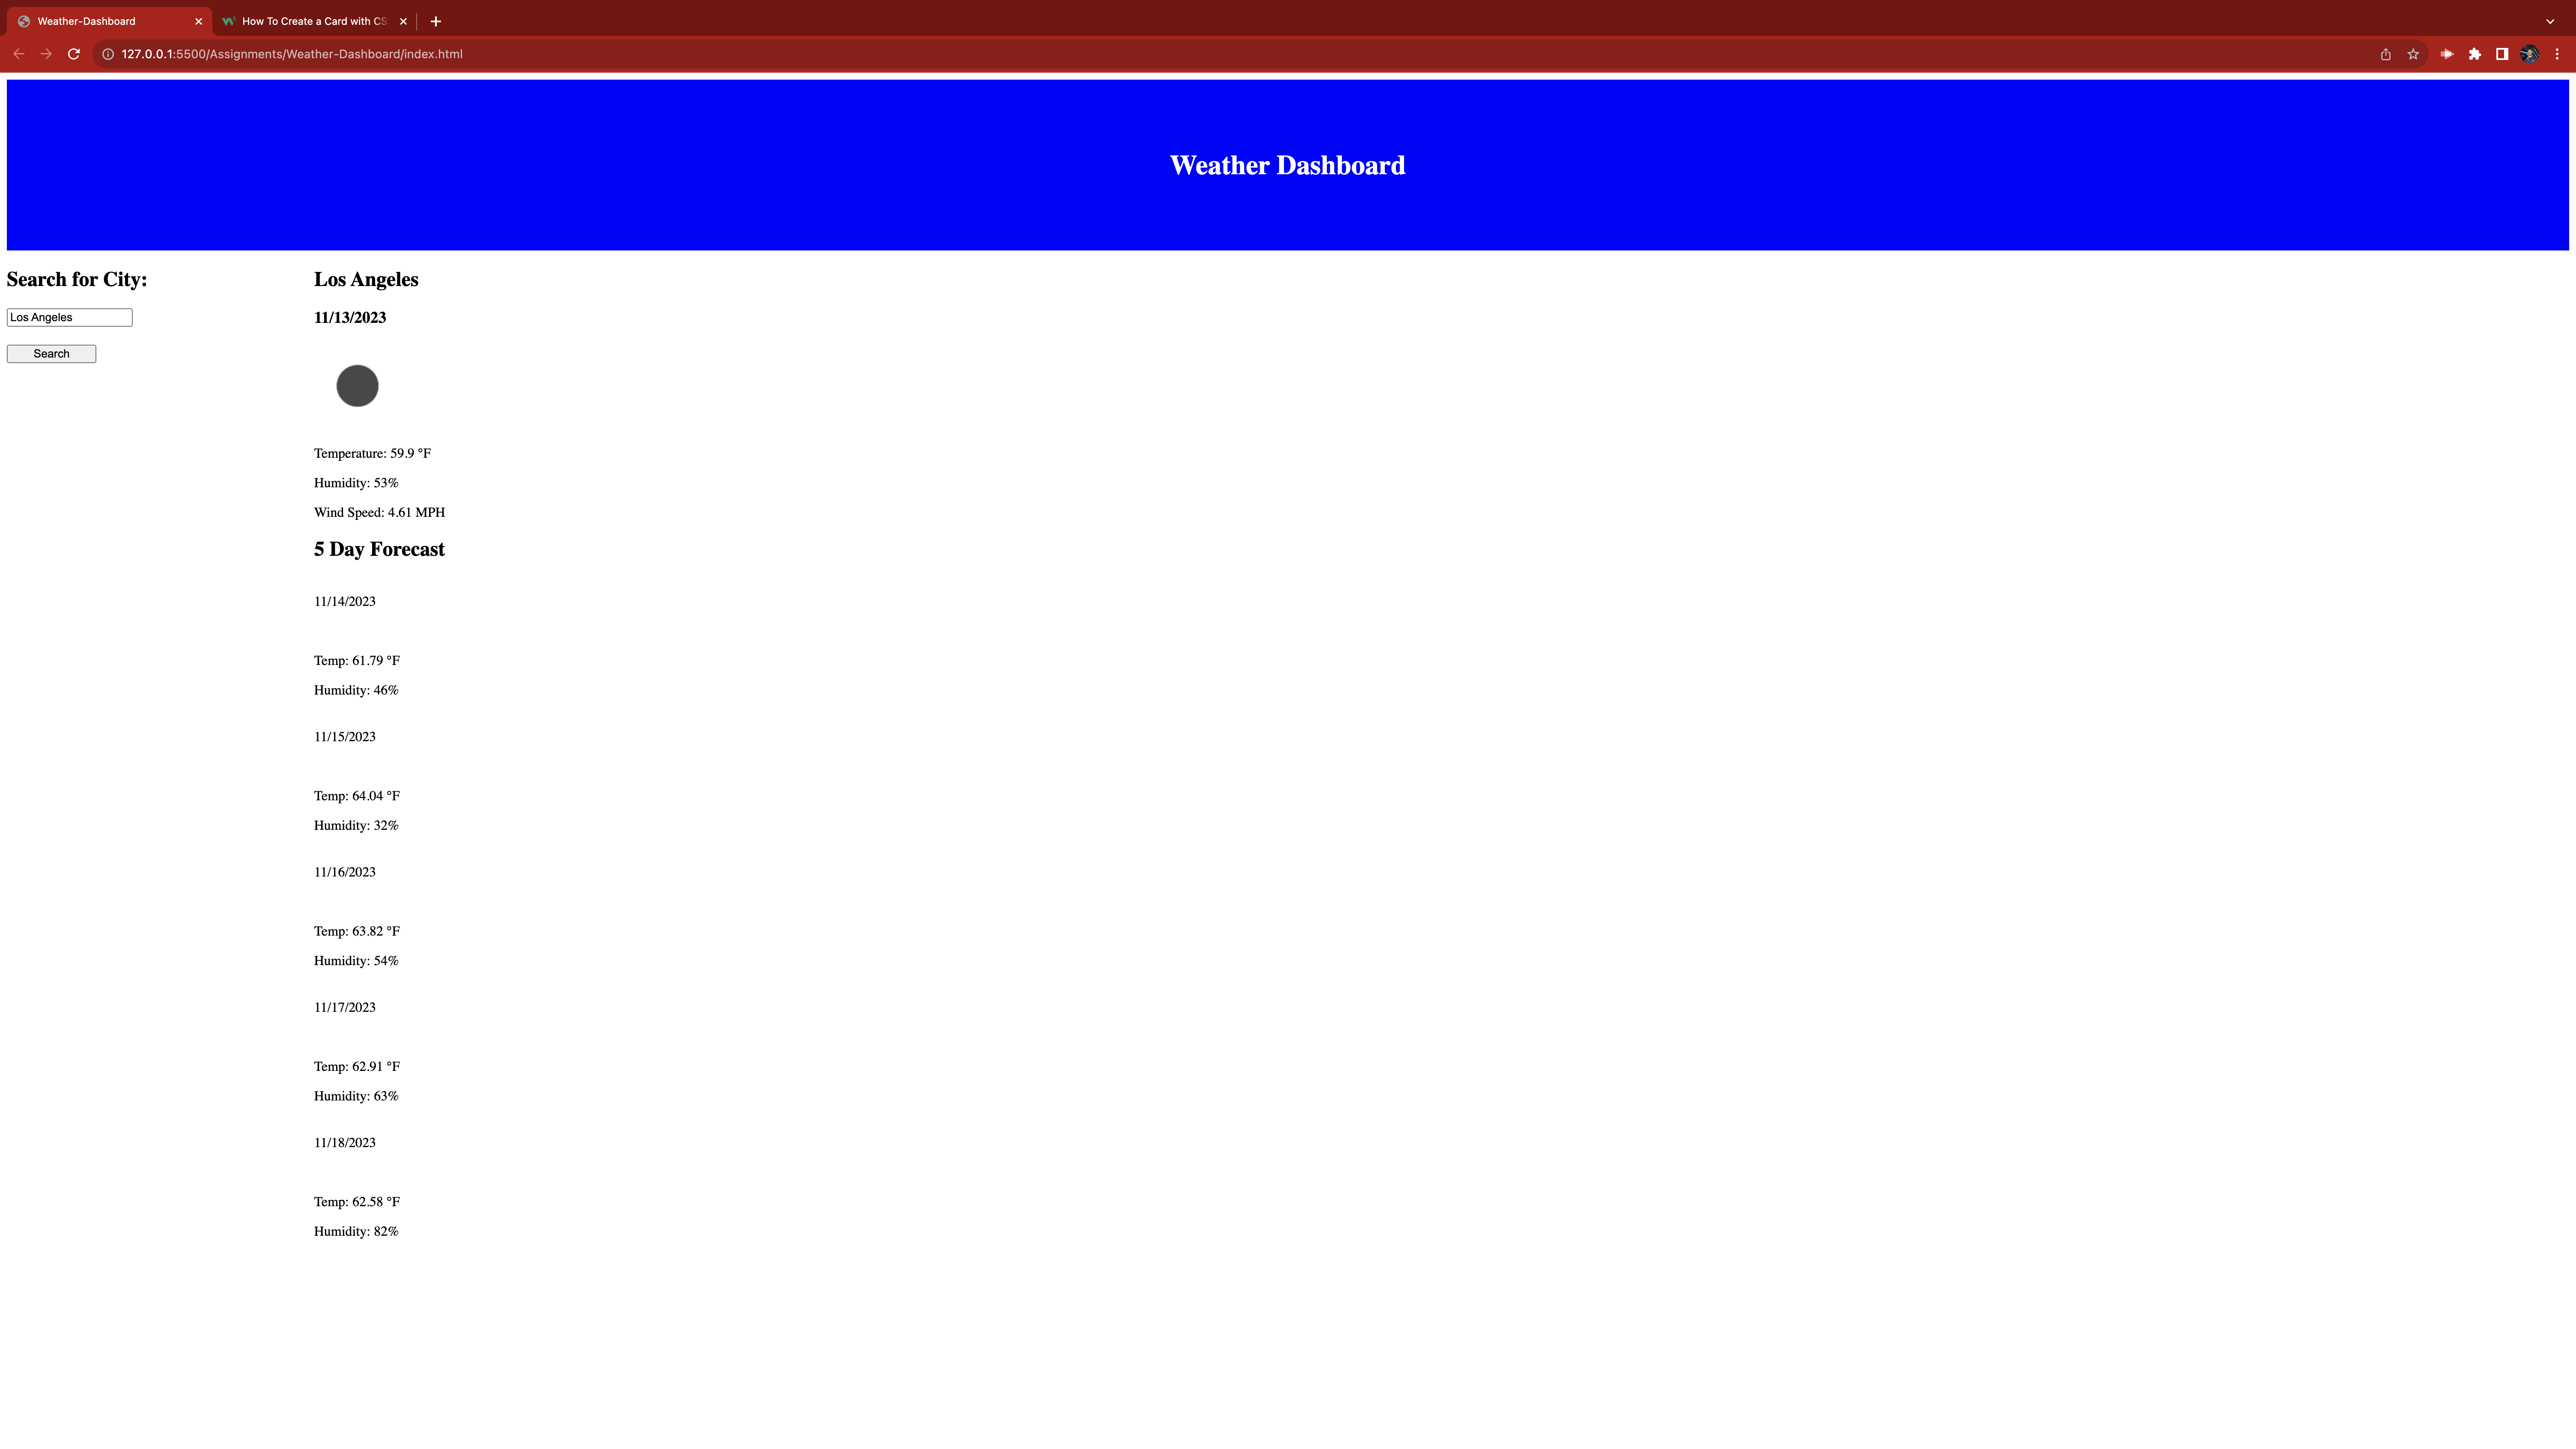 Weather-Dashboard
How To Create a Card with CS
127.0.0.1:5500/Assignments/Weather-Dashboard/index.html
Weather Dashboard
Search for City:
Los Angeles
Search
Los Angeles
11/13/2023
Temperature: 59.9 °F
Humidity: 53%
Wind Speed: 4.61 MPH
5 Day Forecast
11/14/2023
Temp: 61.79 °F
Humidity: 46%
11/15/2023
Temp: 64.04 °F
Humidity: 32%
11/16/2023
Temp: 63.82 °F
Humidity: 54%
11/17/2023
Temp: 62.91 °F
Humidity: 63%
11/18/2023
Temp: 62.58 °F
Humidity: 82%